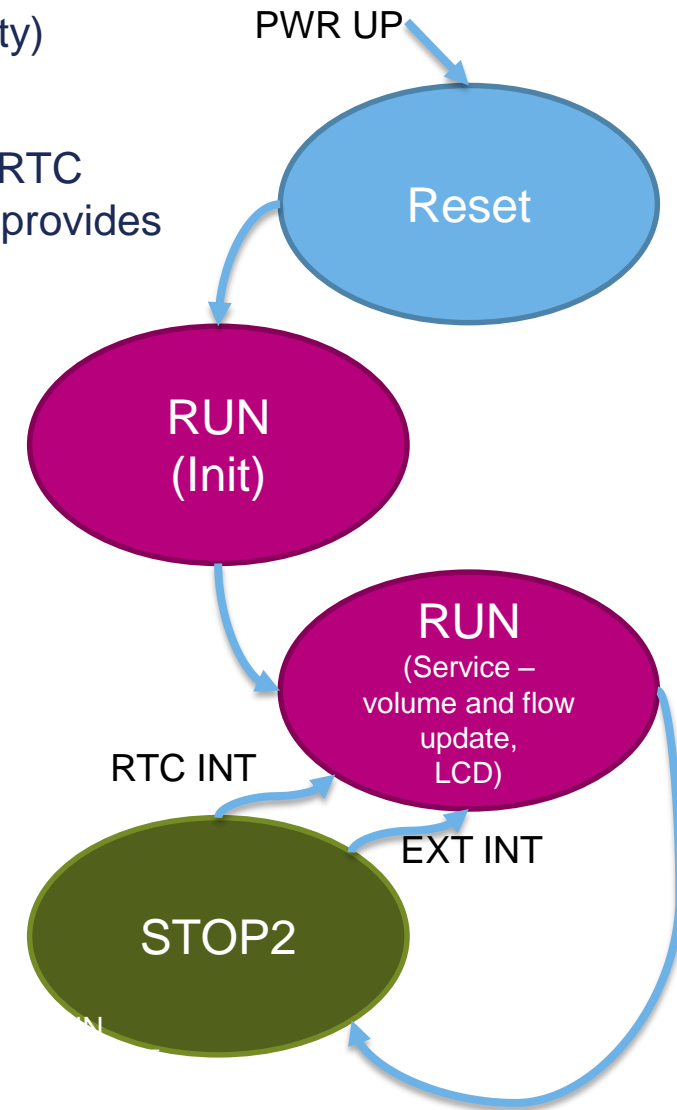 ty)
PWR UP
RTC
provides
Reset
RUN
(Init)
RUN
(Service –
volume and flow
update,
LCD)
RTC INT
EXT INT
STOP2